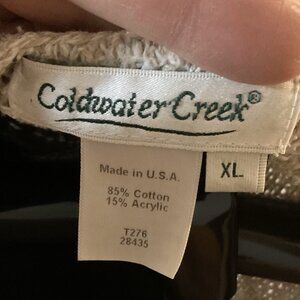 Coldwater Creek®
XL
Made in U.S.A.
85% Cotton
15% Acrylic
T276
28435